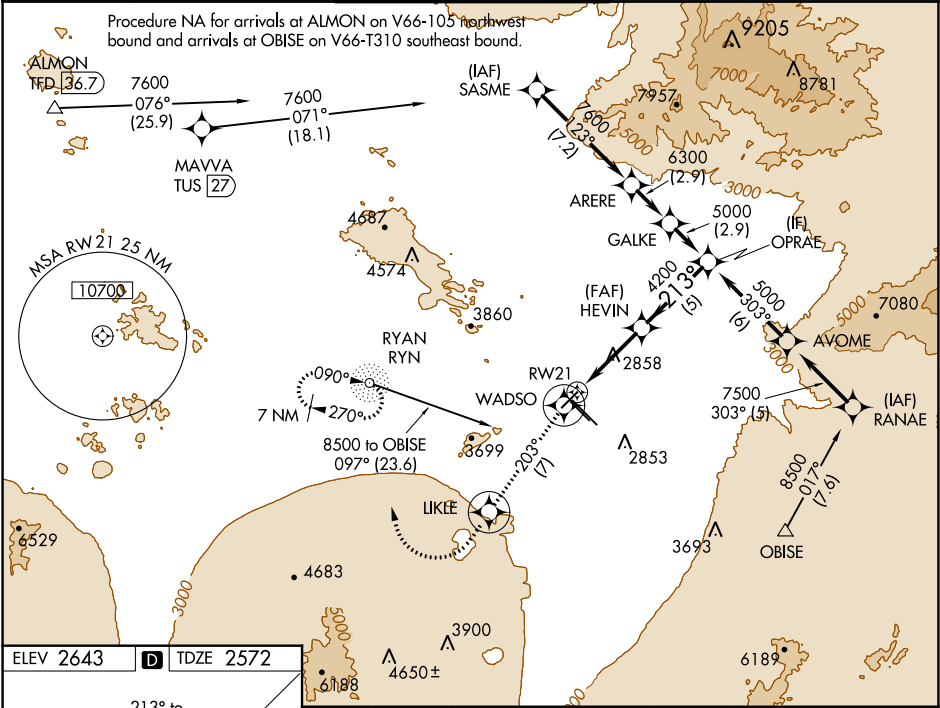 Procedure NA for arrivals at ALMON on V66-105 northwest
bound and arrivals at OBISE on V66-T310 southeast bound.
ALMON
TFD 36.7
7600
076°
(25.9)
7600
071°
(18.1)
MAVVA
TUS 27
(IAF)
SASME
7600
123°
(7.2)
9205
8781
7957
7000
5000
3000
6300
(2.9)
ARERE
5000
(2.9)
GALKE
(IF)
OPRAE
4687
4574
3860
MSA RW21 25 NM
10700
4200
213°
(5)
(FAF)
HEVIN
5000
303°
(6)
5000
7080
AVOME
3000
RYAN
RYN
090°
270°
7 NM
8500 to OBISE
097° (23.6)
2858
RW21
WADSO
7500
303° (5)
(IAF)
RANAE
3699
203°
(7)
2853
8500
017°
(7.6)
LIKLE
OBISE
3693
6529
4683
3000
5000
3900
4650±
6188
6189
3000
ELEV 2643 D TDZE 2572
213° to